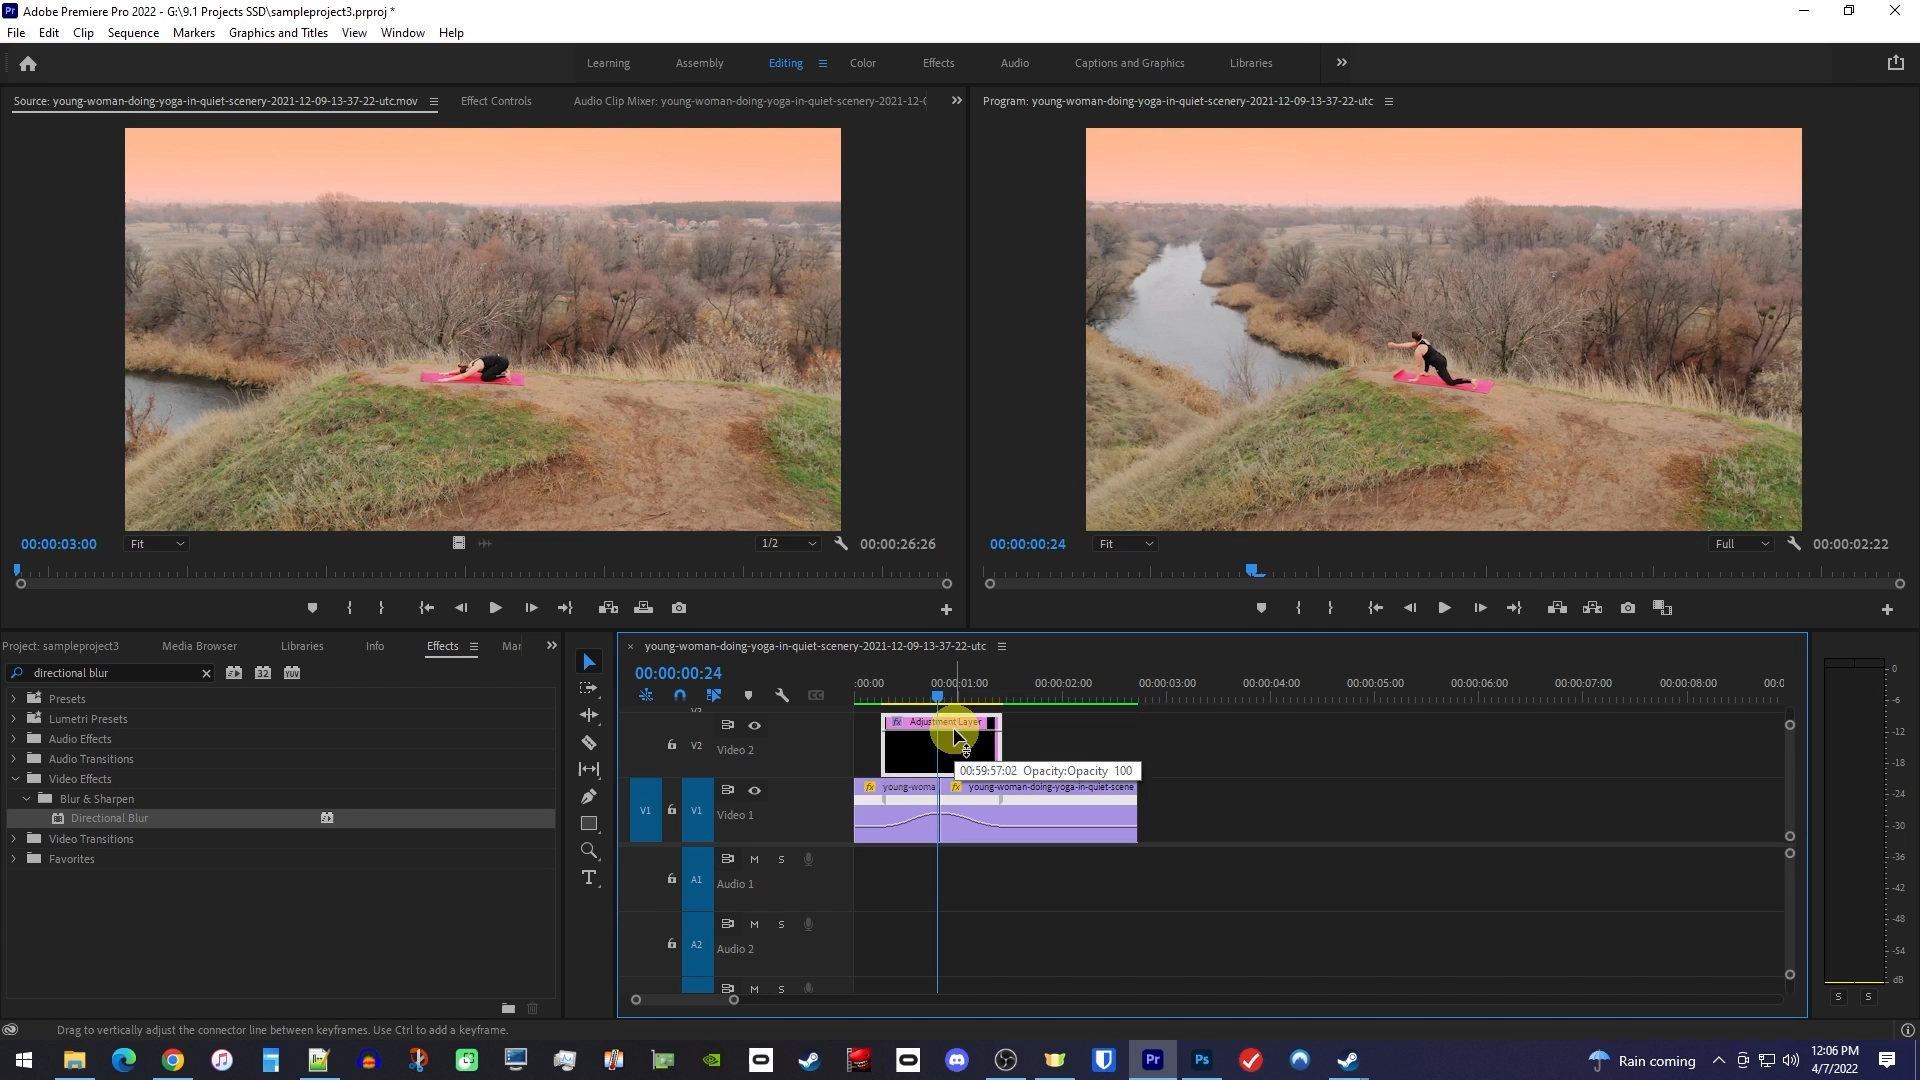 Pr Adobe Premiere Pro 2022 - G:\9.1 Projects SSD\sampleproject3.prproj *
File Edit Clip Sequence Markers Graphics and Titles View Window Help
Learning Assembly Editing Color Effects Audio Captions and Graphics Libraries
Source: young-woman-doing-yoga-in-quiet-scenery-2021-12-09-13-37-22-utc.mov Effect Controls Audio Clip Mixer: young-woman-doing-yoga-in-quiet-scenery-2021-12-0
Program: young-woman-doing-yoga-in-quiet-scenery-2021-12-09-13-37-22-utc
00:00:03:00 Fit 1/2 00:00:26:26
00:00:00:24 Fit Full 00:00:02:22
Project: sampleproject3 Media Browser Libraries Info Effects Mar
directional blur 32 YUV
Presets
Lumetri Presets
Audio Effects
Audio Transitions
Video Effects
Blur & Sharpen
Directional Blur
Video Transitions
Favorites
T
× young-woman-doing-yoga-in-quiet-scenery-2021-12-09-13-37-22-utc
00:00:00:24
:00:00 00:00:01:00 00:00:02:00 00:00:03:00 00:00:04:00 00:00:05:00 00:00:06:00 00:00:07:00 00:00:08:00 00:0
V3
fx Adjustment Layer
V2 Video 2
00:59:57:02 Opacity:Opacity 100
fx young-woma fx young-woman-doing-yoga-in-quiet-scene
V1 V1 Video 1
M S
A1 Audio 1
M S
A2 Audio 2
M S
0
-6
-12
-18
-24
-30
-36
-42
-48
-54
dB
S S
Drag to vertically adjust the connector line between keyframes. Use Ctrl to add a keyframe.
Pr Ps Rain coming 12:06 PM
4/7/2022